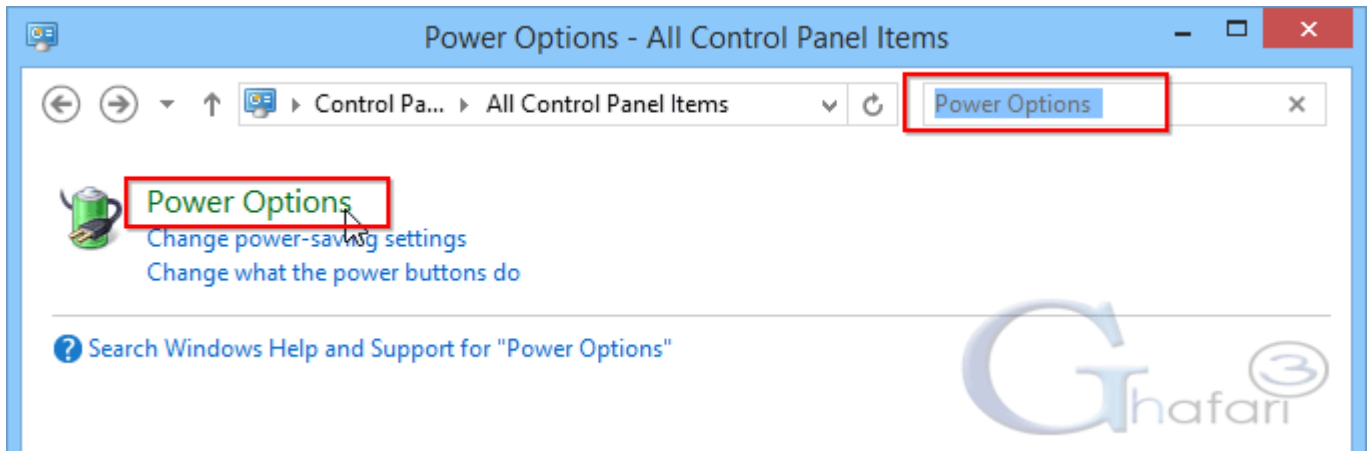 Power Options - All Control Panel Items
Control Pa... All Control Panel Items Power Options
Power Options
Change power-saving settings
Change what the power buttons do
? Search Windows Help and Support for "Power Options"
Ghafari3